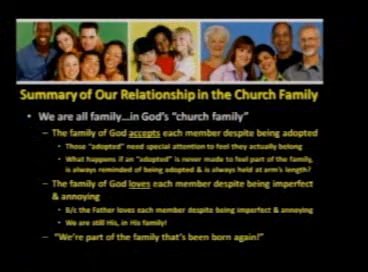 Summary of Our Relationship in the Church Family
• We are all family...in God's "church family"
– The family of God accepts each member despite being adopted
• Those "adopted" need special attention to feel they actually belong
• What happens if an "adopted" is never made to feel part of the family,
is always reminded of being adopted & is always held at arm's length?
– The family of God loves each member despite being imperfect
& annoying
• B/c the Father loves each member despite being imperfect & annoying
• We are still His, in His family!
– "We're part of the family that's been born again!"